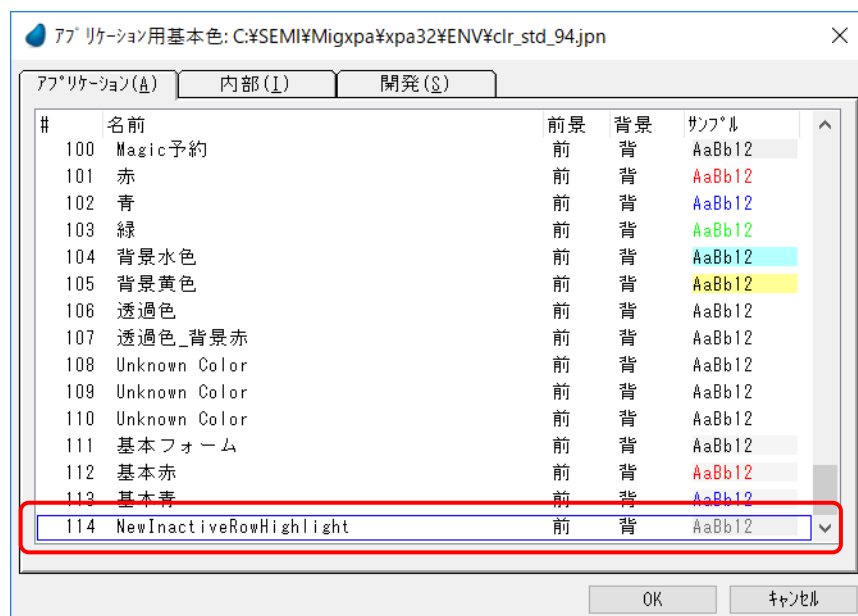 アプリケーション用基本色: C:¥SEMI¥Migxpa¥xpa32¥ENV¥clr_std_94.jpn
アプリケーション(A) 内部(I) 開発(S)
# 名前 前景 背景 サンプル
100 Magic予約 前 背 AaBb12
101 赤 前 背 AaBb12
102 青 前 背 AaBb12
103 緑 前 背 AaBb12
104 背景水色 前 背 AaBb12
105 背景黄色 前 背 AaBb12
106 透過色 前 背 AaBb12
107 透過色_背景赤 前 背 AaBb12
108 Unknown Color 前 背 AaBb12
109 Unknown Color 前 背 AaBb12
110 Unknown Color 前 背 AaBb12
111 基本フォーム 前 背 AaBb12
112 基本赤 前 背 AaBb12
113 基本青 前 背 AaBb12
114 NewInactiveRowHighlight 前 背 AaBb12
OK キャンセル